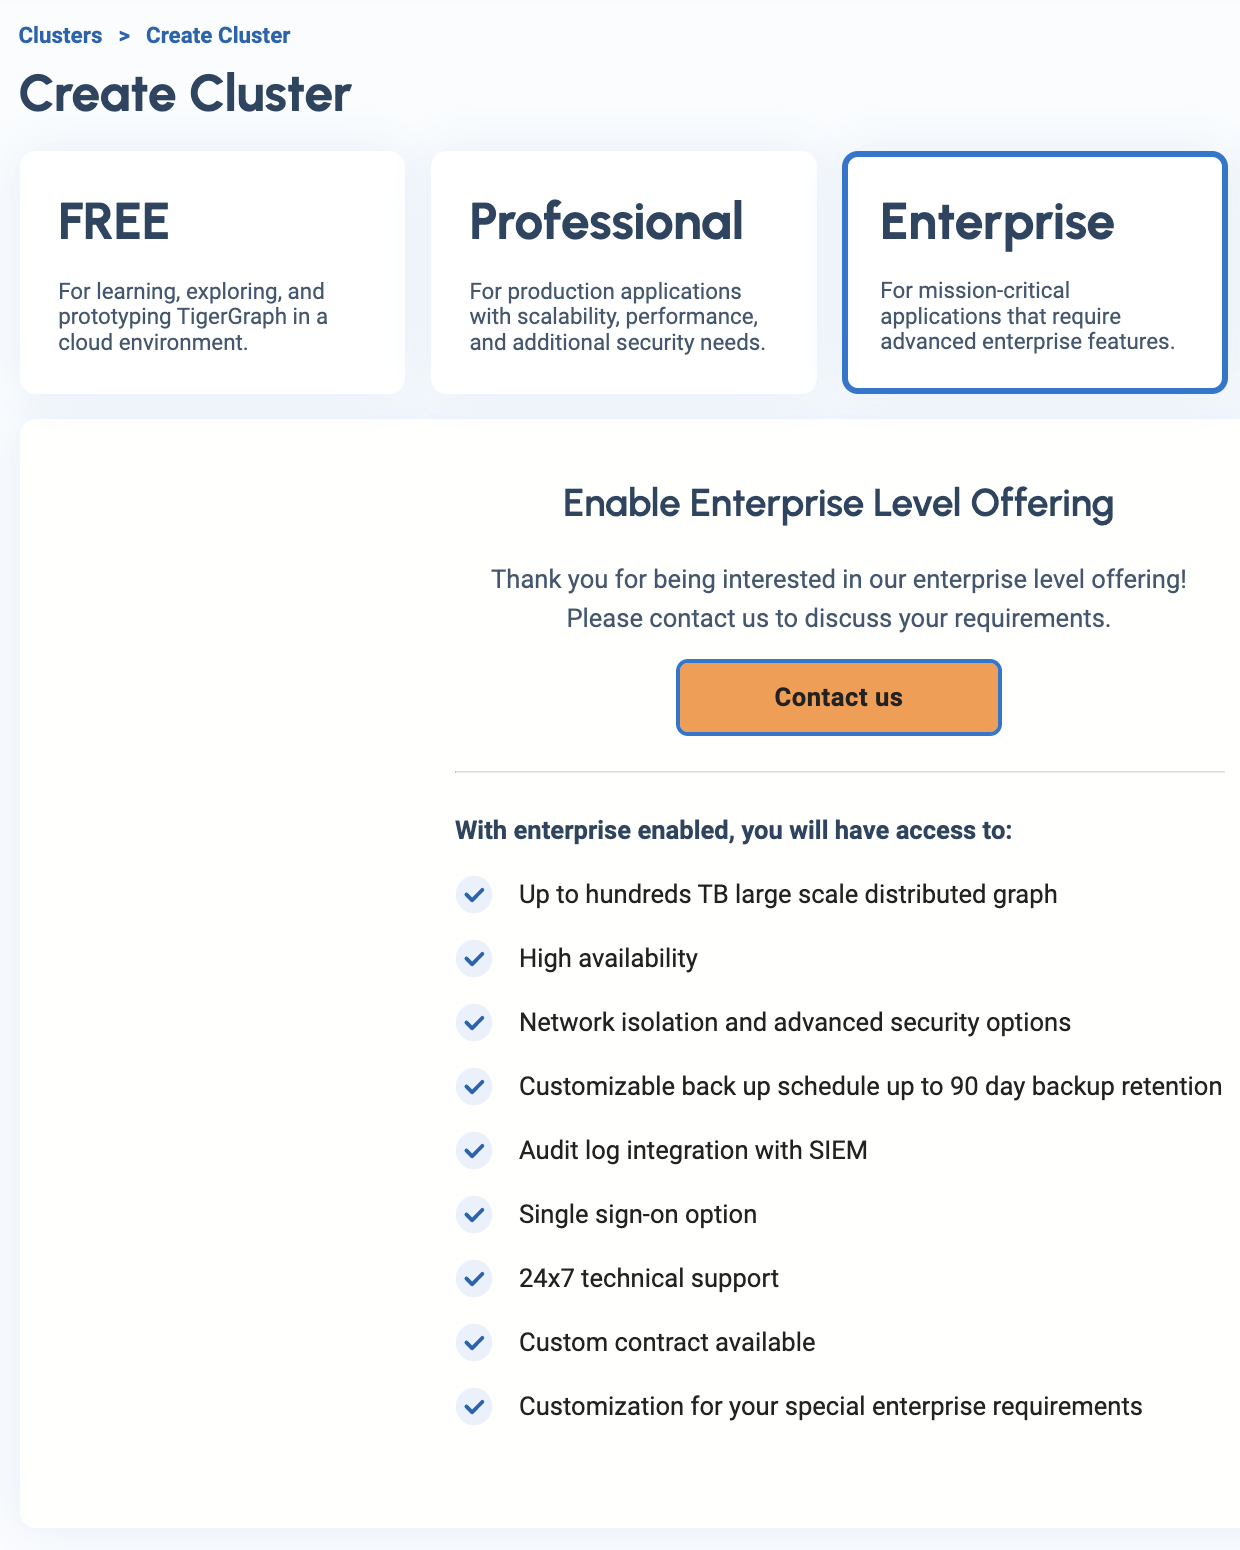 Clusters > Create Cluster
Create Cluster
FREE
For learning, exploring, and
prototyping TigerGraph in a
cloud environment.
Professional
For production applications
with scalability, performance,
and additional security needs.
Enterprise
For mission-critical
applications that require
advanced enterprise features.
Enable Enterprise Level Offering
Thank you for being interested in our enterprise level offering!
Please contact us to discuss your requirements.
Contact us
With enterprise enabled, you will have access to:
Up to hundreds TB large scale distributed graph
High availability
Network isolation and advanced security options
Customizable back up schedule up to 90 day backup retention
Audit log integration with SIEM
Single sign-on option
24x7 technical support
Custom contract available
Customization for your special enterprise requirements